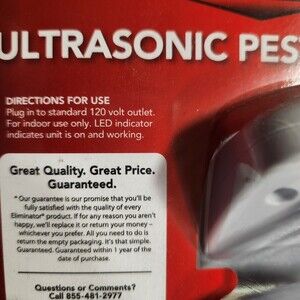 ULTRASONIC PES
DIRECTIONS FOR USE
Plug in to standard 120 volt outlet.
For indoor use only. LED indicator
indicates unit is on and working.
Great Quality. Great Price.
Guaranteed.
"Our guarantee is our promise that you'll be
fully satisfied with the quality of every
Eliminator® product. If for any reason you aren't
happy, we'll replace it or return your money –
whichever you prefer. All you need to do is
return the empty packaging. It's that simple.
Guaranteed. Guaranteed within 1 year of the
date of purchase.
Questions or Comments?
Call 855-481-2977